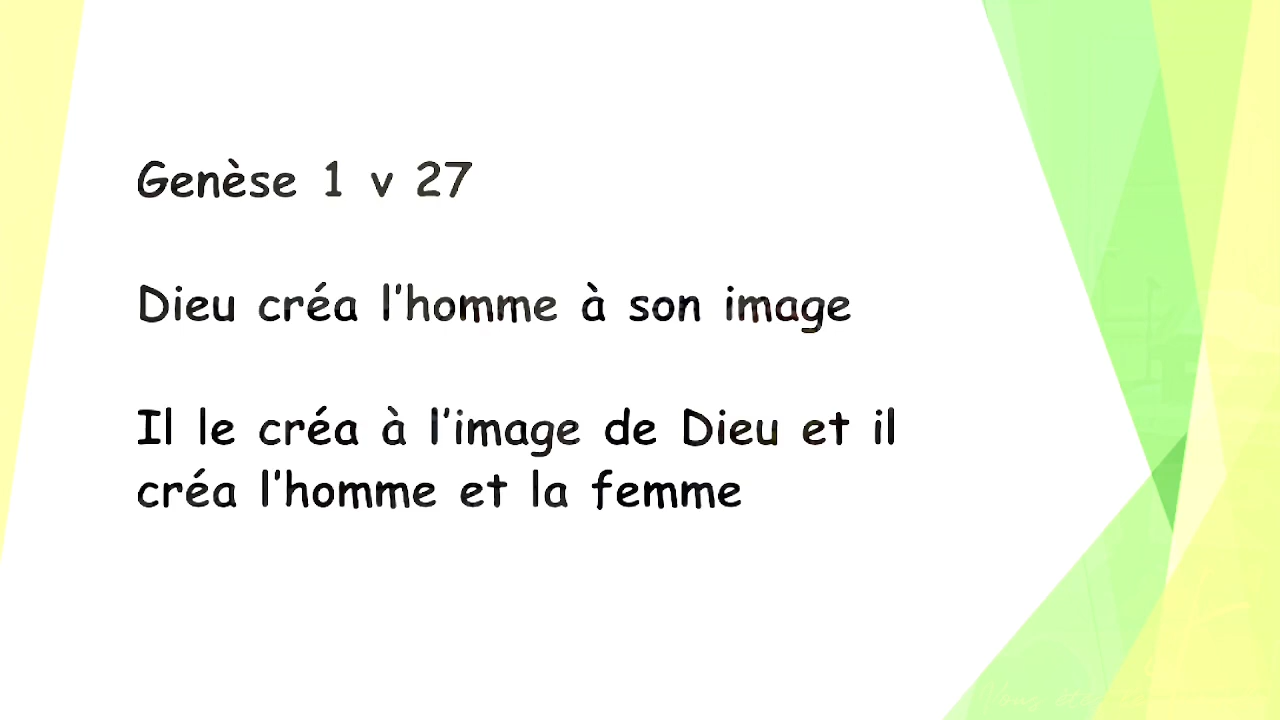 Genèse 1 v 27
Dieu créa l'homme à son image
Il le créa à l'image de Dieu et il
créa l'homme et la femme